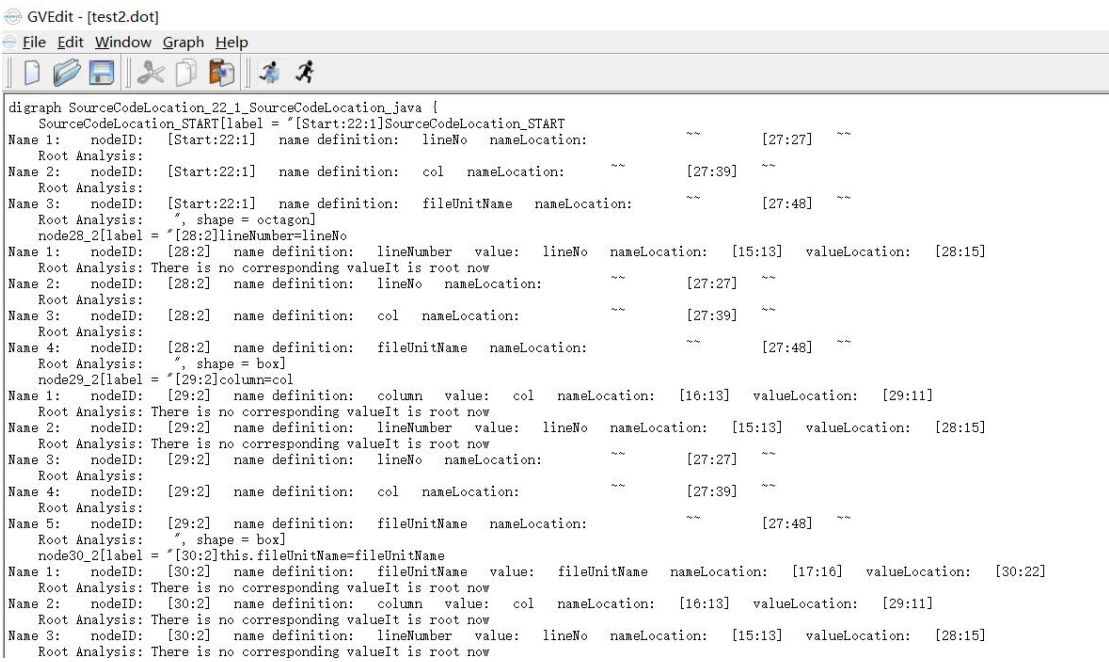 GVEdit - [test2.dot]
File Edit Window Graph Help
digraph SourceCodeLocation_22_1_SourceCodeLocation_java {
SourceCodeLocation_START[label = "[Start:22:1]SourceCodeLocation_START
Name 1: nodeID: [Start:22:1] name definition: lineNo nameLocation: ~~ [27:27] ~~
Root Analysis:
Name 2: nodeID: [Start:22:1] name definition: col nameLocation: ~~ [27:39] ~~
Root Analysis:
Name 3: nodeID: [Start:22:1] name definition: fileUnitName nameLocation: ~~ [27:48] ~~
Root Analysis: ", shape = octagon]
node28_2[label = "[28:2]lineNumber=lineNo
Name 1: nodeID: [28:2] name definition: lineNumber value: lineNo nameLocation: [15:13] valueLocation: [28:15]
Root Analysis: There is no corresponding valueIt is root now
Name 2: nodeID: [28:2] name definition: lineNo nameLocation: ~~ [27:27] ~~
Root Analysis:
Name 3: nodeID: [28:2] name definition: col nameLocation: ~~ [27:39] ~~
Root Analysis:
Name 4: nodeID: [28:2] name definition: fileUnitName nameLocation: ~~ [27:48] ~~
Root Analysis: ", shape = box]
node29_2[label = "[29:2]column=col
Name 1: nodeID: [29:2] name definition: column value: col nameLocation: [16:13] valueLocation: [29:11]
Root Analysis: There is no corresponding valueIt is root now
Name 2: nodeID: [29:2] name definition: lineNumber value: lineNo nameLocation: [15:13] valueLocation: [28:15]
Root Analysis: There is no corresponding valueIt is root now
Name 3: nodeID: [29:2] name definition: lineNo nameLocation: ~~ [27:27] ~~
Root Analysis:
Name 4: nodeID: [29:2] name definition: col nameLocation: ~~ [27:39] ~~
Root Analysis:
Name 5: nodeID: [29:2] name definition: fileUnitName nameLocation: ~~ [27:48] ~~
Root Analysis: ", shape = box]
node30_2[label = "[30:2]this.fileUnitName=fileUnitName
Name 1: nodeID: [30:2] name definition: fileUnitName value: fileUnitName nameLocation: [17:16] valueLocation: [30:22]
Root Analysis: There is no corresponding valueIt is root now
Name 2: nodeID: [30:2] name definition: column value: col nameLocation: [16:13] valueLocation: [29:11]
Root Analysis: There is no corresponding valueIt is root now
Name 3: nodeID: [30:2] name definition: lineNumber value: lineNo nameLocation: [15:13] valueLocation: [28:15]
Root Analysis: There is no corresponding valueIt is root now